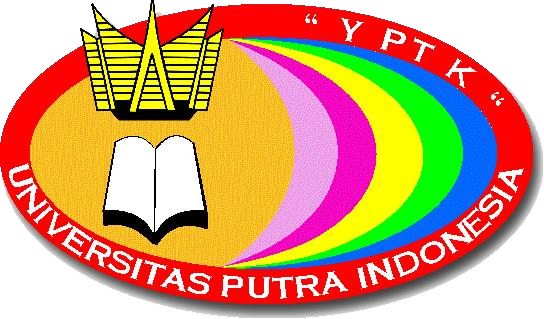 “ Y P T K “
UNIVERSITAS PUTRA INDONESIA